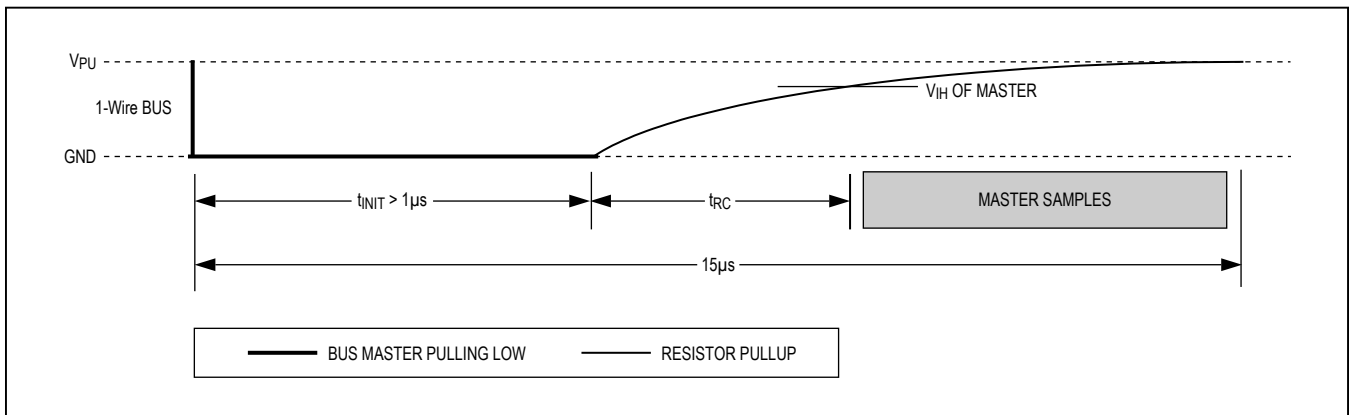 VPU
1-Wire BUS
VIH OF MASTER
GND
tINIT > 1µs
tRC
MASTER SAMPLES
15µs
BUS MASTER PULLING LOW
RESISTOR PULLUP